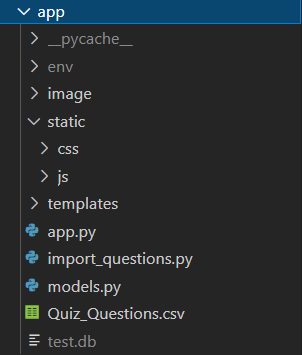 app
__pycache__
env
image
static
css
js
templates
app.py
import_questions.py
models.py
Quiz_Questions.csv
test.db